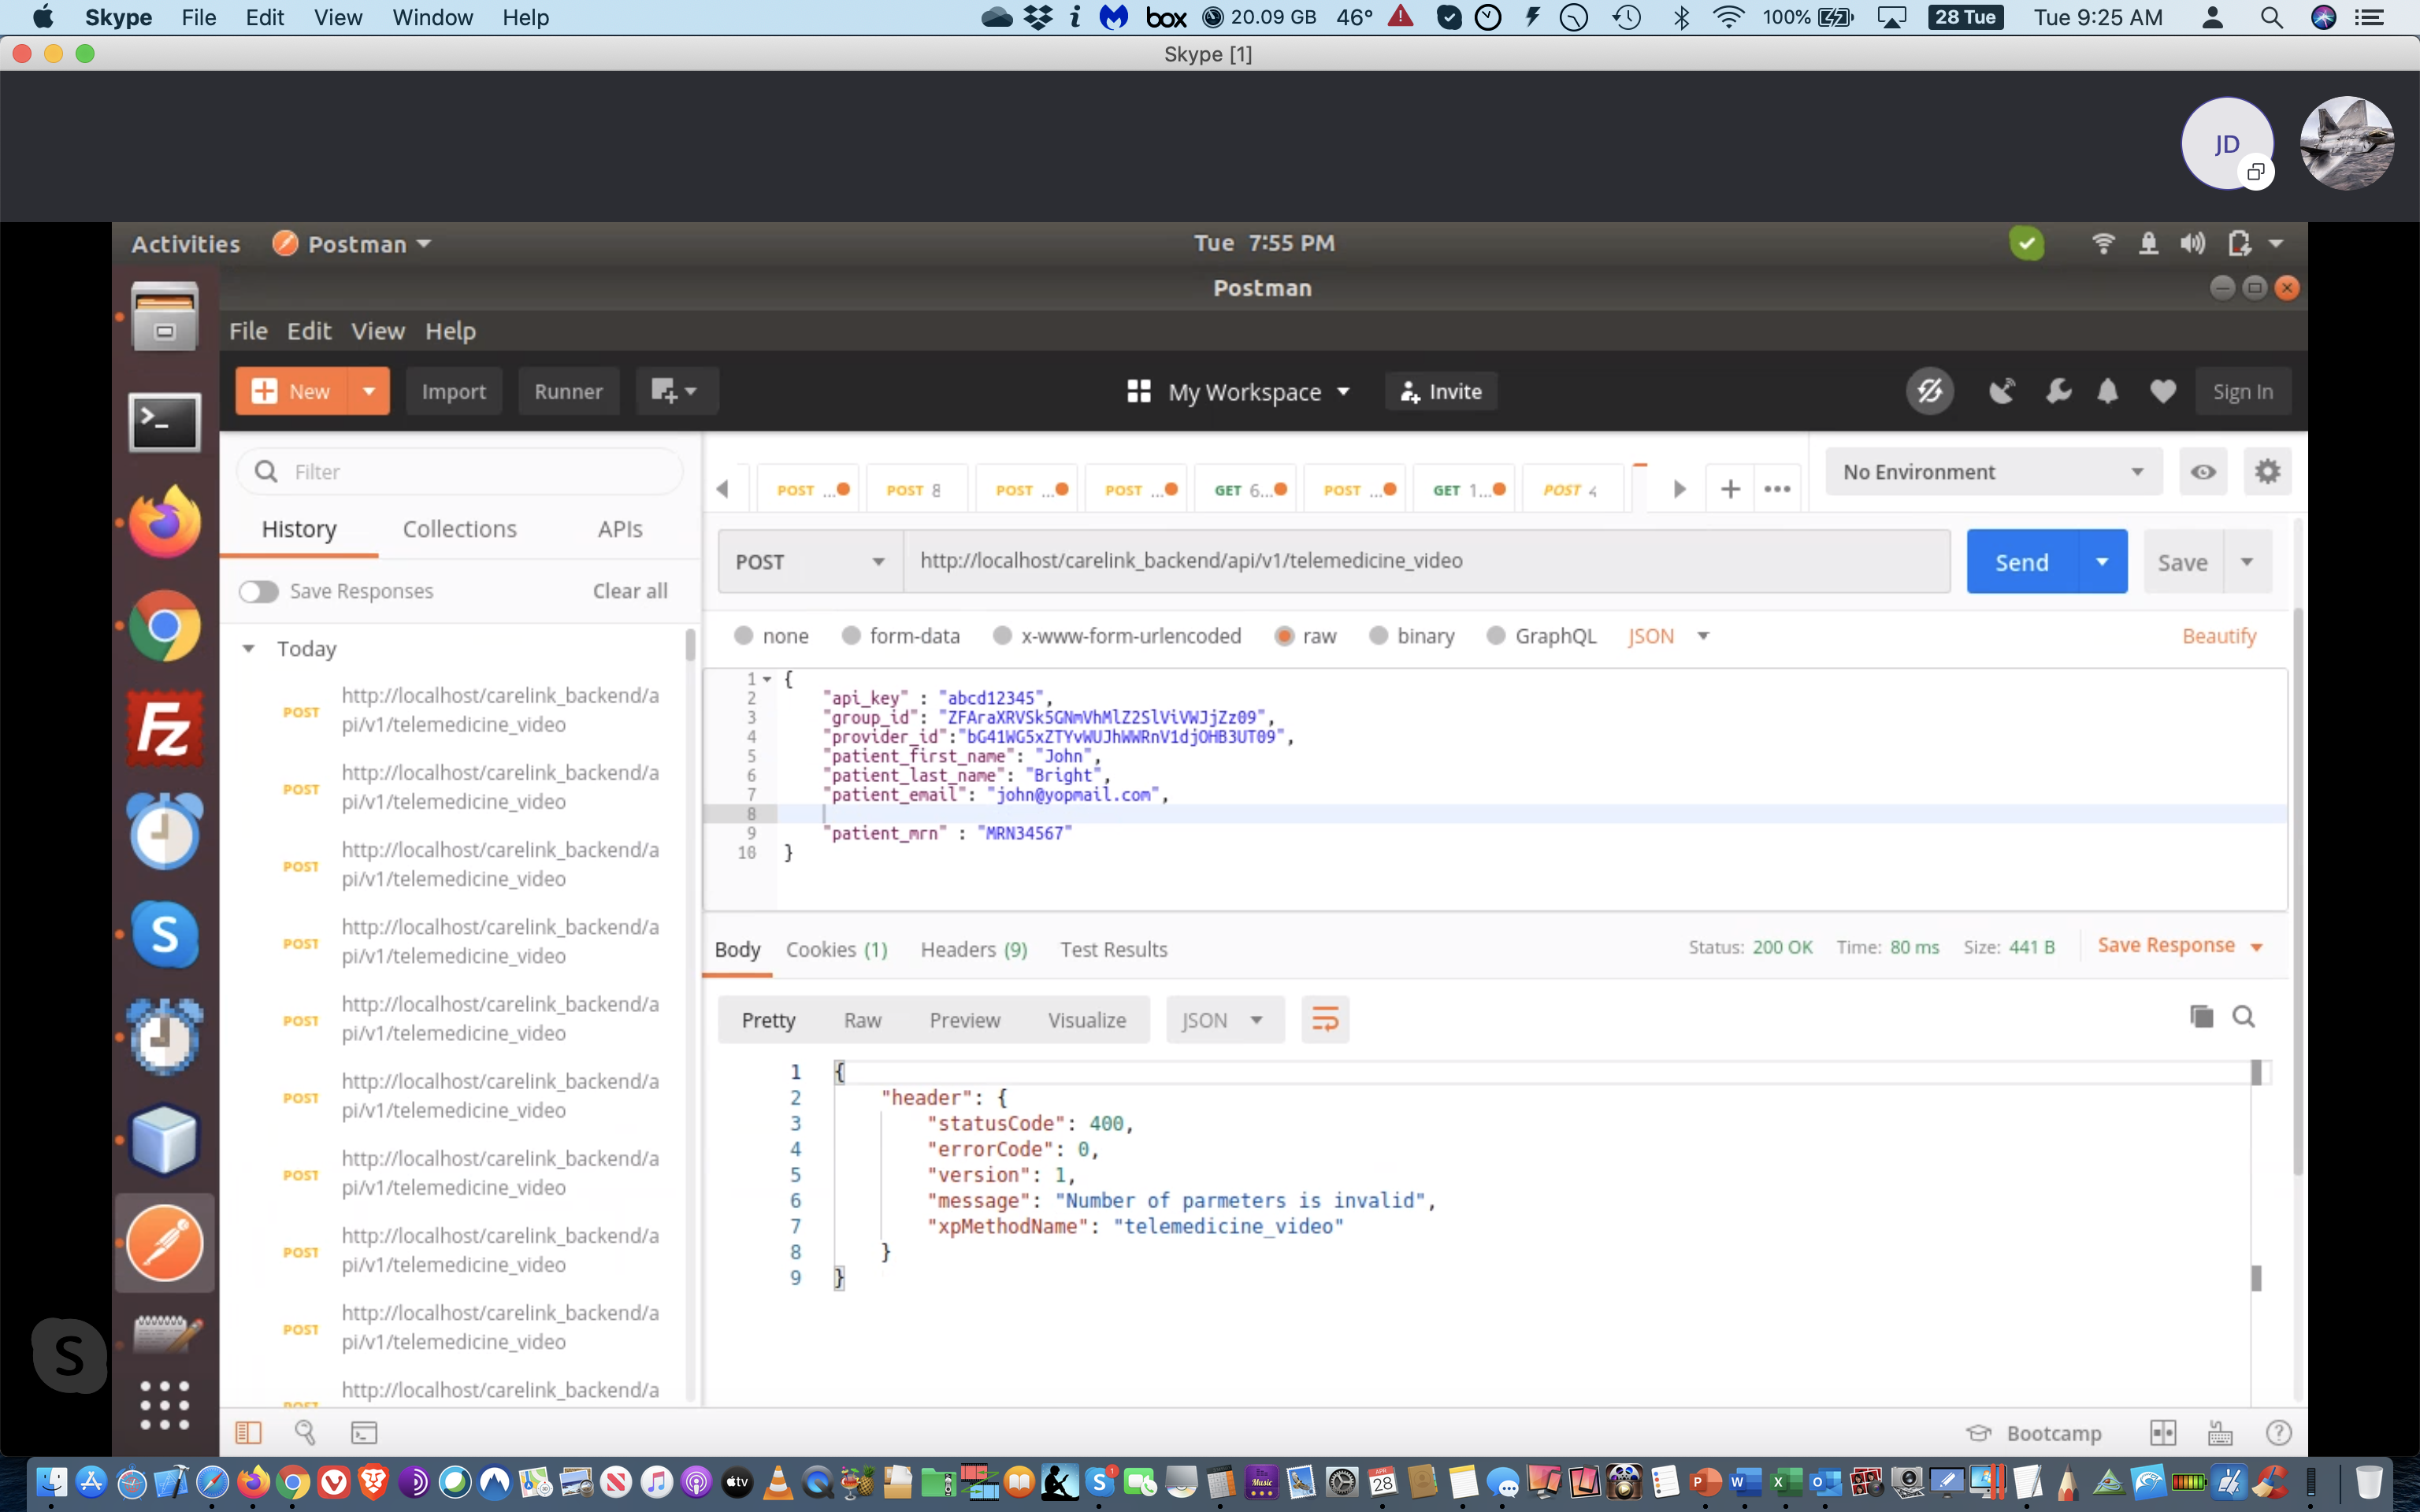 Skype File Edit View Window Help
box 20.09 GB 46° 100% 28 Tue Tue 9:25 AM
Skype [1]
JD
Activities Postman Tue 7:55 PM
Postman
File Edit View Help
New Import Runner My Workspace Invite Sign In
Filter
POST ... POST 8 POST ... POST ... GET 6... POST ... GET 1... POST 4
No Environment
History Collections APIs
POST http://localhost/carelink_backend/api/v1/telemedicine_video Send Save
Save Responses Clear all
none form-data x-www-form-urlencoded raw binary GraphQL JSON Beautify
Today
POST http://localhost/carelink_backend/a
pi/v1/telemedicine_video
POST http://localhost/carelink_backend/a
pi/v1/telemedicine_video
POST http://localhost/carelink_backend/a
pi/v1/telemedicine_video
POST http://localhost/carelink_backend/a
pi/v1/telemedicine_video
POST http://localhost/carelink_backend/a
pi/v1/telemedicine_video
POST http://localhost/carelink_backend/a
pi/v1/telemedicine_video
POST http://localhost/carelink_backend/a
pi/v1/telemedicine_video
POST http://localhost/carelink_backend/a
pi/v1/telemedicine_video
POST http://localhost/carelink_backend/a
pi/v1/telemedicine_video
http://localhost/carelink_backend/a
1 {
2 "api_key" : "abcd12345",
3 "group_id": "ZFAraXRVSk5GNmVhMlZ2SlViVWJjZz09",
4 "provider_id":"bG41WG5xZTYvWUJhWWRnV1djOHB3UT09",
5 "patient_first_name": "John",
6 "patient_last_name": "Bright",
7 "patient_email": "john@yopmail.com",
8
9 "patient_mrn" : "MRN34567"
10 }
Body Cookies (1) Headers (9) Test Results Status: 200 OK Time: 80 ms Size: 441 B Save Response
Pretty Raw Preview Visualize JSON
1 {
2 "header": {
3 "statusCode": 400,
4 "errorCode": 0,
5 "version": 1,
6 "message": "Number of parmeters is invalid",
7 "xpMethodName": "telemedicine_video"
8 }
9 }
Bootcamp